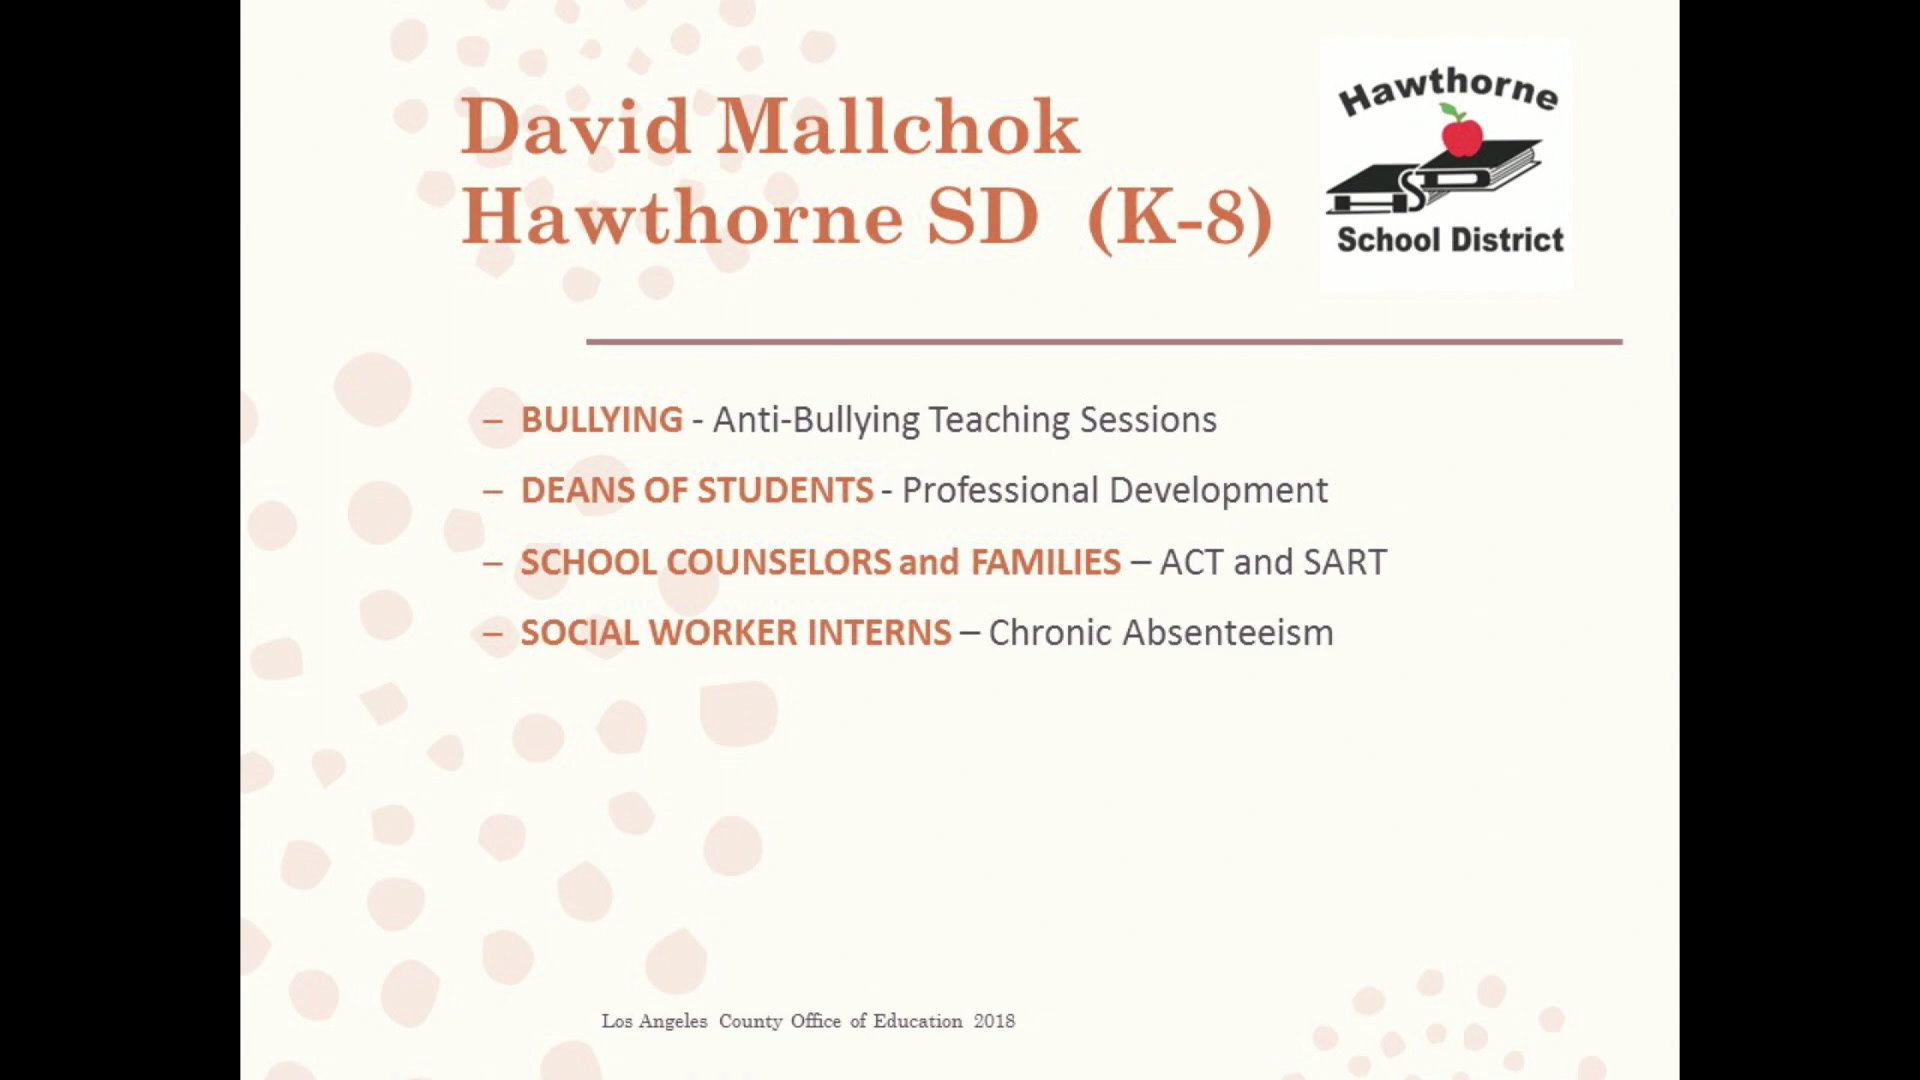 David Mallchok
Hawthorne SD (K-8)
Hawthorne
School District
– BULLYING - Anti-Bullying Teaching Sessions
– DEANS OF STUDENTS - Professional Development
– SCHOOL COUNSELORS and FAMILIES – ACT and SART
– SOCIAL WORKER INTERNS – Chronic Absenteeism
Los Angeles County Office of Education 2018